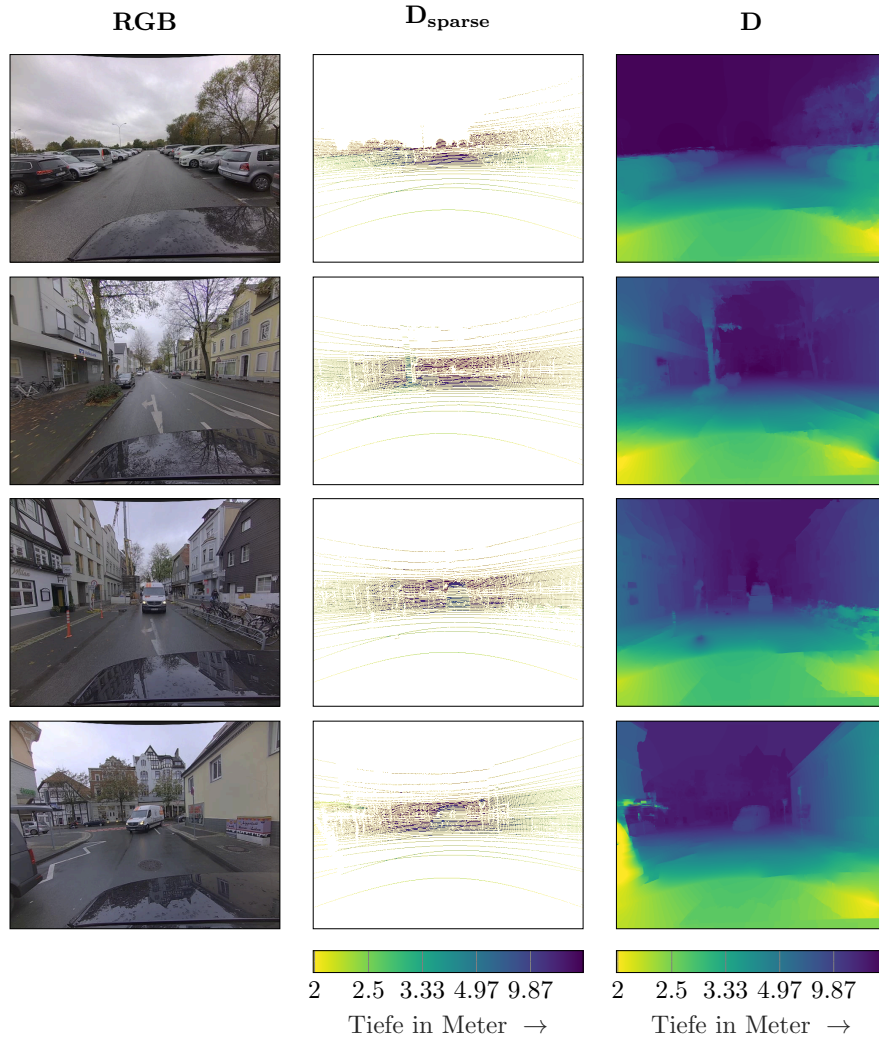 RGB
D_sparse
D
2 2.5 3.33 4.97 9.87
Tiefe in Meter →
2 2.5 3.33 4.97 9.87
Tiefe in Meter →